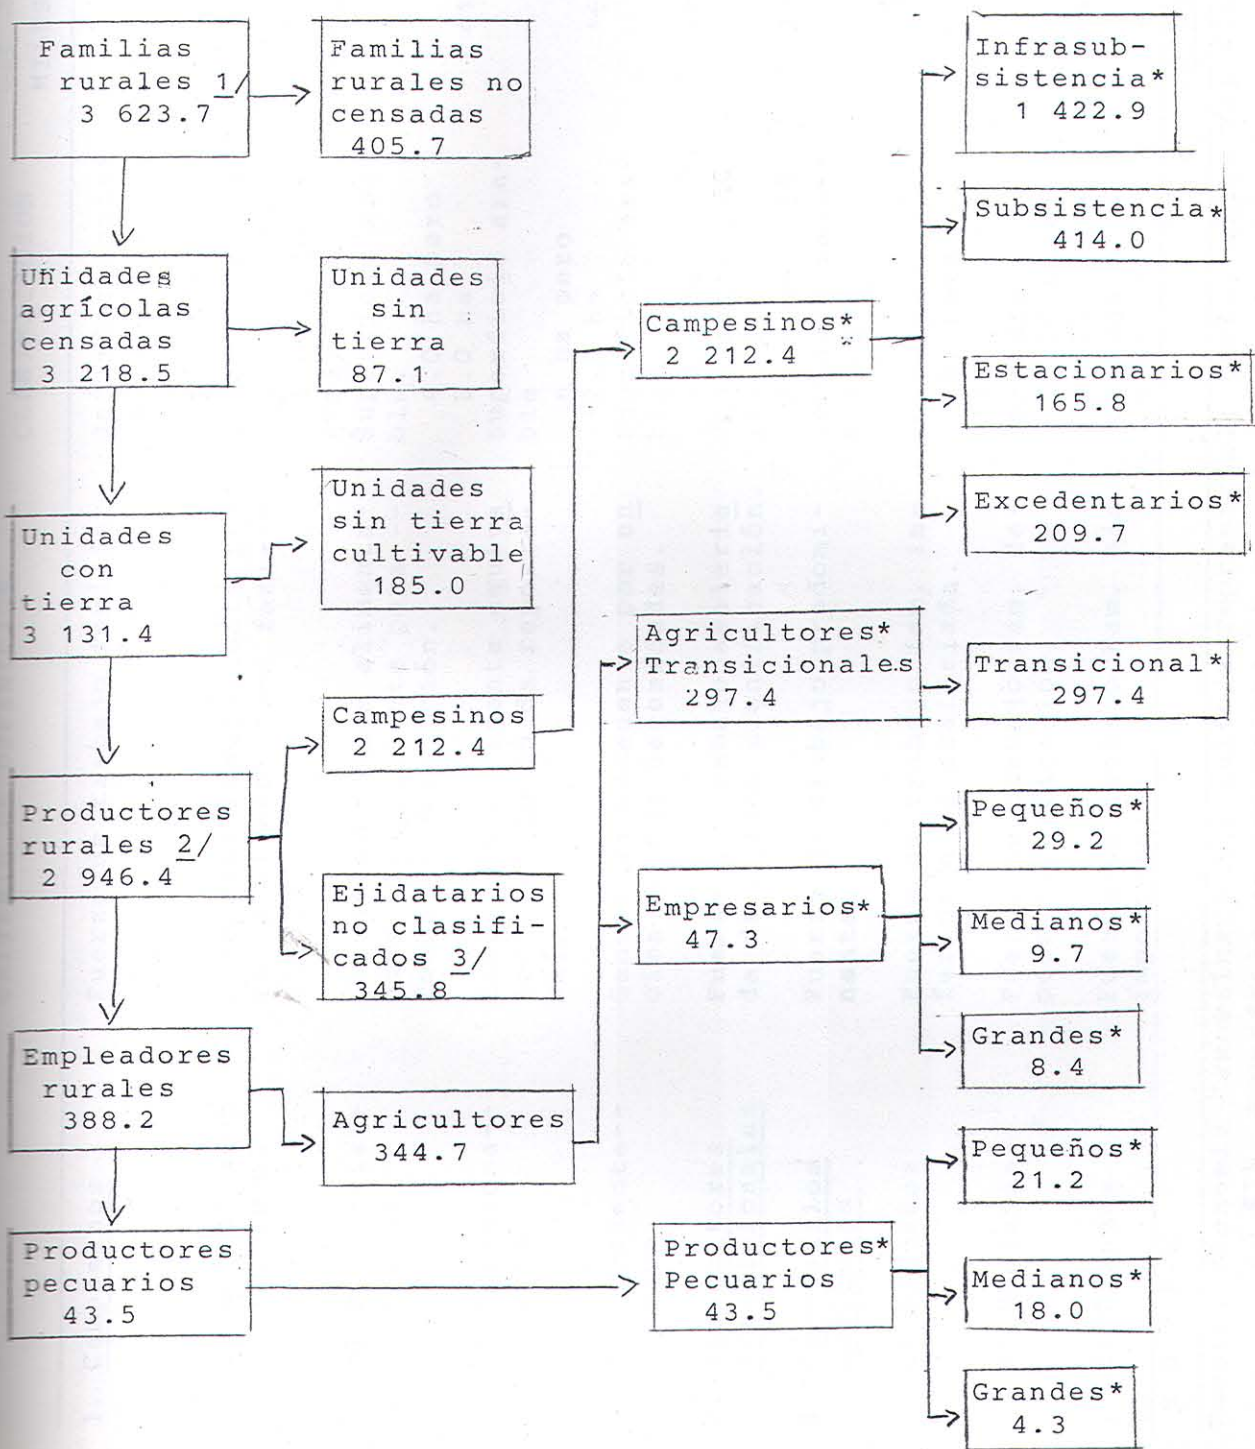 Familias
rurales 1/
3 623.7
Familias
rurales no
censadas
405.7
Unidades
agrícolas
censadas
3 218.5
Unidades
sin
tierra
87.1
Unidades
con
tierra
3 131.4
Unidades
sin tierra
cultivable
185.0
Productores
rurales 2/
2 946.4
Campesinos
2 212.4
Ejidatarios
no clasifi-
cados 3/
345.8
Empleadores
rurales
388.2
Agricultores
344.7
Productores
pecuarios
43.5
Campesinos*
2 212.4
Agricultores*
Transicionales
297.4
Empresarios*
47.3
Productores*
Pecuarios
43.5
Infrasub-
sistencia*
1 422.9
Subsistencia*
414.0
Estacionarios*
165.8
Excedentarios*
209.7
Transicional*
297.4
Pequeños*
29.2
Medianos*
9.7
Grandes*
8.4
Pequeños*
21.2
Medianos*
18.0
Grandes*
4.3